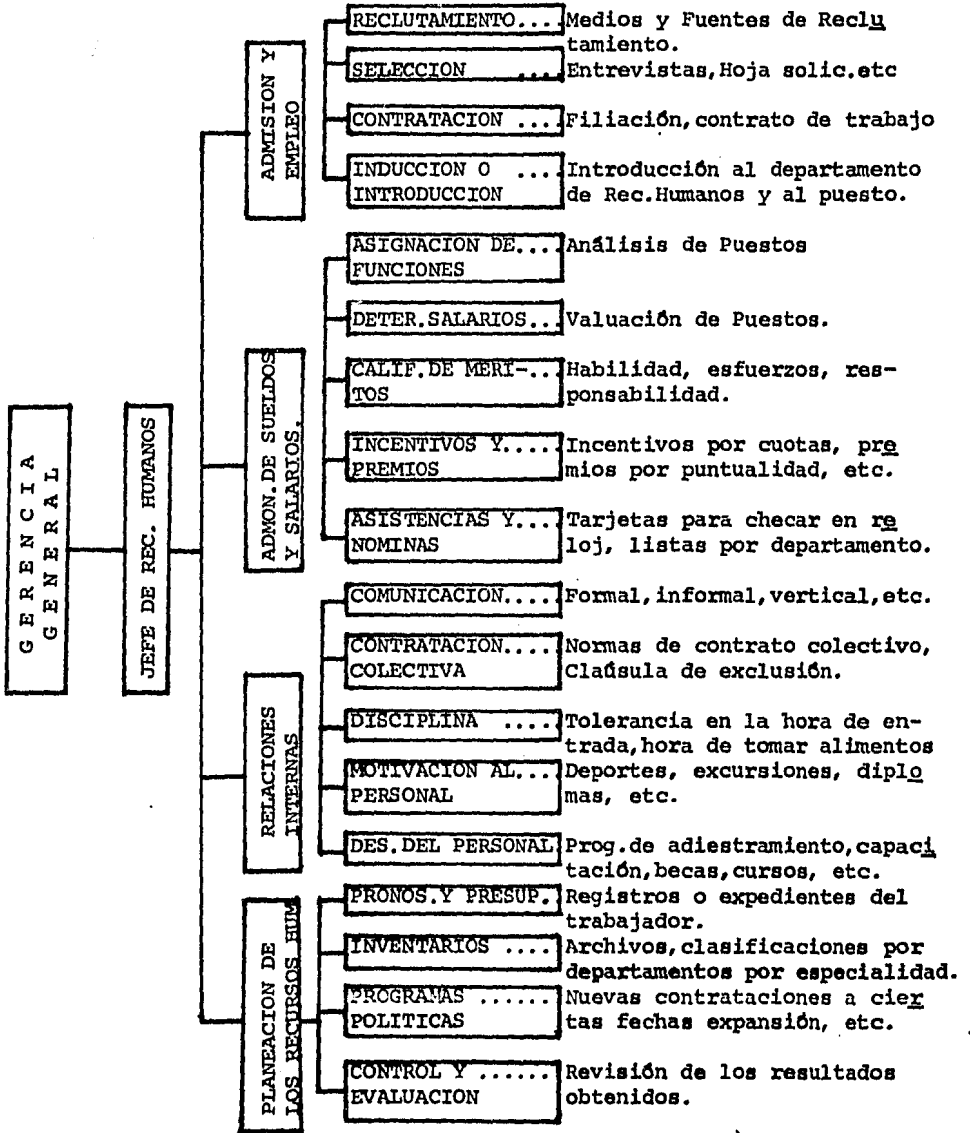 GERENCIA
GENERAL
JEFE DE REC. HUMANOS
ADMISION Y
EMPLEO
RECLUTAMIENTO.... Medios y Fuentes de Reclu
tamiento.
SELECCION .... Entrevistas,Hoja solic.etc
CONTRATACION .... Filiación,contrato de trabajo
INDUCCION O .... Introducción al departamento
INTRODUCCION de Rec.Humanos y al puesto.
ADMON.DE SUELDOS
Y SALARIOS.
ASIGNACION DE.... Análisis de Puestos
FUNCIONES
DETER.SALARIOS... Valuación de Puestos.
CALIF.DE MERI-... Habilidad, esfuerzos, res-
TOS ponsabilidad.
INCENTIVOS Y..... Incentivos por cuotas, pre
PREMIOS mios por puntualidad, etc.
ASISTENCIAS Y.... Tarjetas para checar en re
NOMINAS loj, listas por departamento.
RELACIONES
INTERNAS
COMUNICACION..... Formal,informal,vertical,etc.
CONTRATACION.... Normas de contrato colectivo,
COLECTIVA Claúsula de exclusión.
DISCIPLINA ..... Tolerancia en la hora de en-
trada,hora de tomar alimentos
MOTIVACION AL... Deportes, excursiones, diplo
PERSONAL mas, etc.
DES.DEL PERSONAL Prog.de adiestramiento,capaci
tación,becas,cursos, etc.
PLANEACION DE
LOS RECURSOS HUM
PRONOS.Y PRESUP. Registros o expedientes del
trabajador.
INVENTARIOS .... Archivos,clasificaciones por
departamentos por especialidad.
PROGRAMAS ...... Nuevas contrataciones a cier
POLITICAS tas fechas expansión, etc.
CONTROL Y ...... Revisión de los resultados
EVALUACION obtenidos.